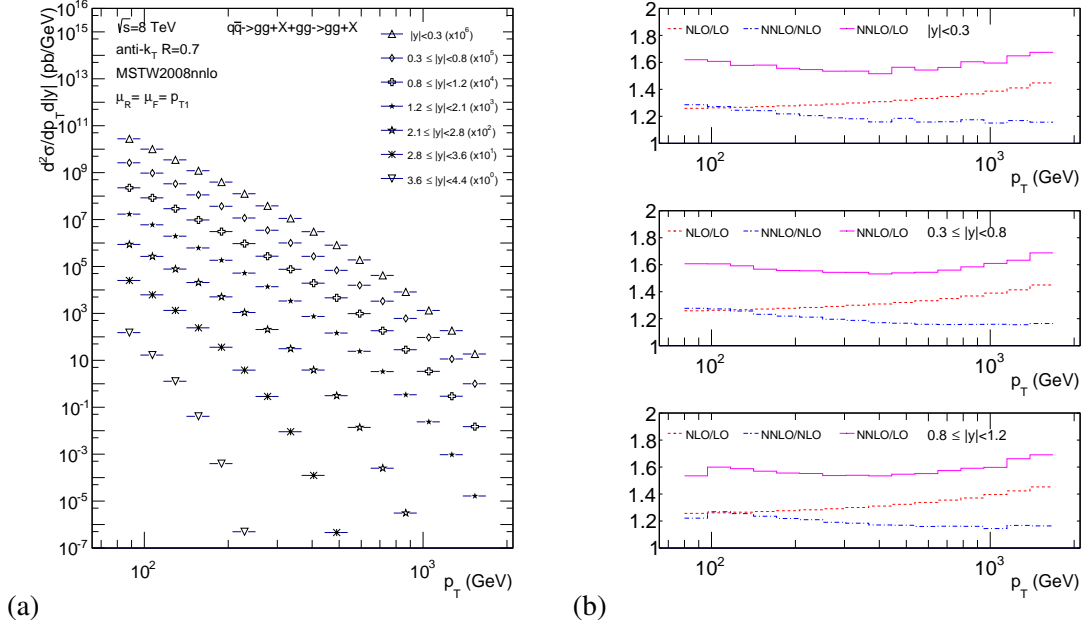 d²σ/dp_T d|y| (pb/GeV)
10^16
10^15
10^13
10^11
10^9
10^7
10^5
10^3
10
10^-1
10^-3
10^-5
10^-7
√s=8 TeV
q̄q->gg+X+gg->gg+X
anti-k_T R=0.7
MSTW2008nnlo
μ_R= μ_F= p_T1
|y|<0.3 (x10^6)
0.3 ≤ |y|<0.8 (x10^5)
0.8 ≤ |y|<1.2 (x10^4)
1.2 ≤ |y|<2.1 (x10^3)
2.1 ≤ |y|<2.8 (x10^2)
2.8 ≤ |y|<3.6 (x10^1)
3.6 ≤ |y|<4.4 (x10^0)
10^2 10^3
p_T (GeV)
(a)
2
1.8
1.6
1.4
1.2
1
NLO/LO NNLO/NLO NNLO/LO |y|<0.3
10^2 10^3
p_T (GeV)
2
1.8
1.6
1.4
1.2
1
NLO/LO NNLO/NLO NNLO/LO 0.3 ≤ |y|<0.8
10^2 10^3
p_T (GeV)
2
1.8
1.6
1.4
1.2
1
NLO/LO NNLO/NLO NNLO/LO 0.8 ≤ |y|<1.2
10^2 10^3
p_T (GeV)
(b)